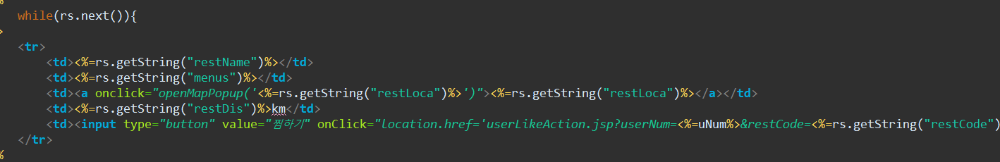 %
while(rs.next()){
>
<tr>
<td><%=rs.getString("restName")%></td>
<td><%=rs.getString("menus")%></td>
<td><a onclick="openMapPopup('<%=rs.getString("restLoca")%>')"><%=rs.getString("restLoca")%></a></td>
<td><%=rs.getString("restDis")%>km</td>
<td><input type="button" value="찜하기" onClick="location.href='userLikeAction.jsp?userNum=<%=uNum%>&restCode=<%=rs.getString("restCode")
</tr>
%